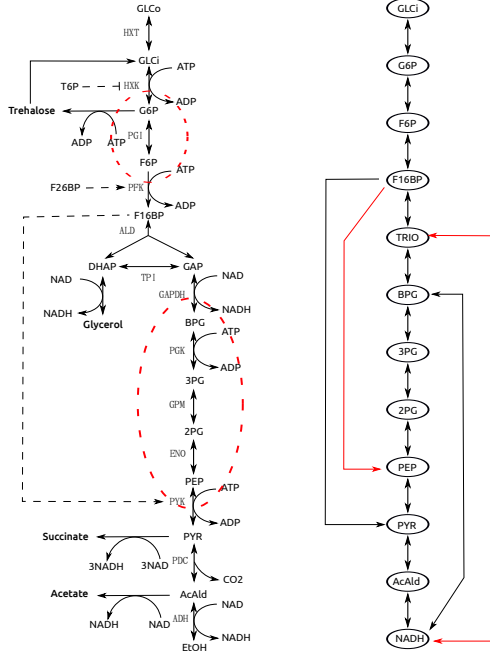 GLCo
HXT
GLCi
ATP
T6P
HXK
Trehalose
ADP
G6P
ADP
ATP
PGI
F6P
ATP
F26BP
PFK
ADP
F16BP
ALD
DHAP
TPI
GAP
NAD
NAD
GAPDH
NADH
NADH
Glycerol
BPG
ATP
PGK
ADP
3PG
GPM
2PG
ENO
PEP
ATP
PYK
ADP
Succinate
PYR
3NADH
3NAD
PDC
CO2
Acetate
AcAld
NAD
NADH
NAD
ADH
NADH
EtOH
GLCi
G6P
F6P
F16BP
TRIO
BPG
3PG
2PG
PEP
PYR
AcAld
NADH